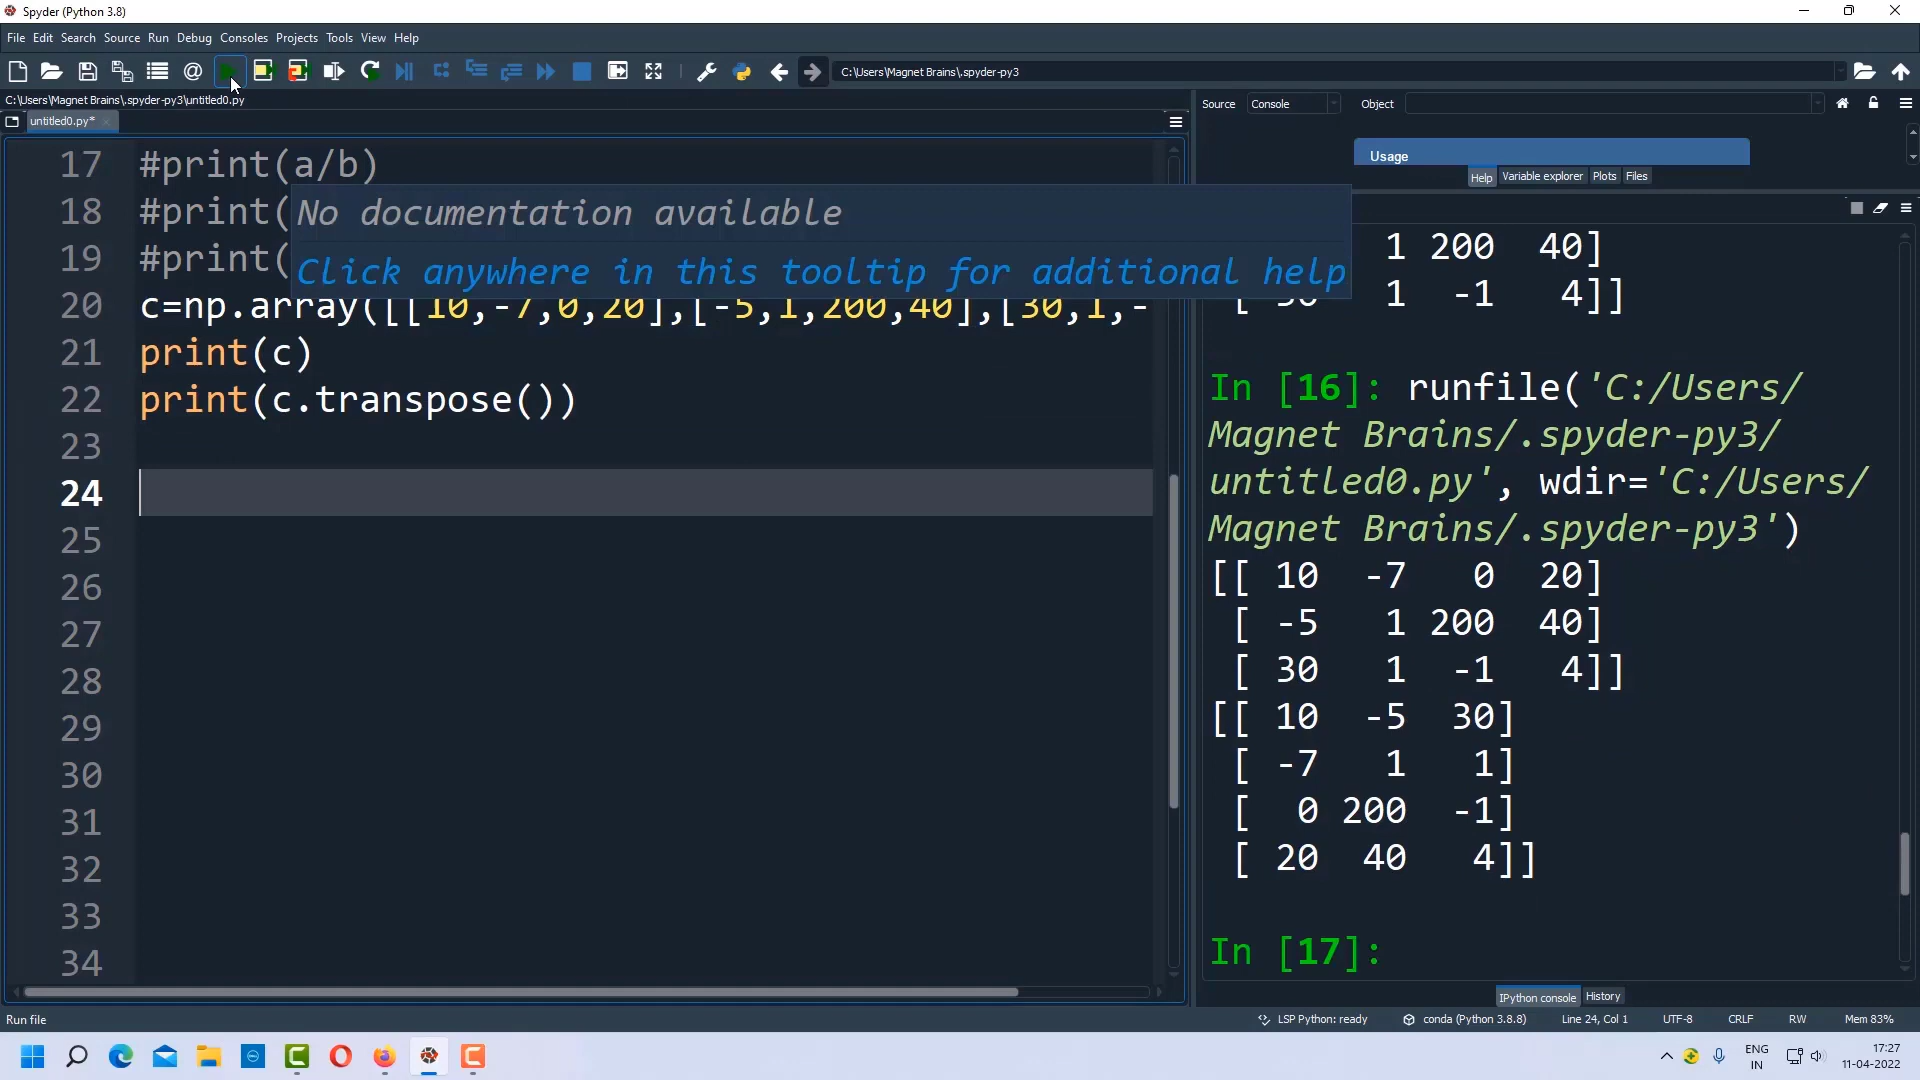 Spyder (Python 3.8)
File Edit Search Source Run Debug Consoles Projects Tools View Help
C:\Users\Magnet Brains\.spyder-py3
C:\Users\Magnet Brains\.spyder-py3\untitled0.py
untitled0.py*
17 #print(a/b)
18 #print(
19 #print(
No documentation available
Click anywhere in this tooltip for additional help
20 c=np.array([[10,-7,0,20],[-5,1,200,40],[30,1,-
21 print(c)
22 print(c.transpose())
23
24
25
26
27
28
29
30
31
32
33
34
Source Console Object
Usage
Help Variable explorer Plots Files
1 200 40]
[ 30 1 -1 4]]
In [16]: runfile('C:/Users/
Magnet Brains/.spyder-py3/
untitled0.py', wdir='C:/Users/
Magnet Brains/.spyder-py3')
[[ 10 -7 0 20]
[ -5 1 200 40]
[ 30 1 -1 4]]
[[ 10 -5 30]
[ -7 1 1]
[ 0 200 -1]
[ 20 40 4]]
In [17]:
IPython console History
Run file
LSP Python: ready conda (Python 3.8.8) Line 24, Col 1 UTF-8 CRLF RW Mem 83%
ENG
IN
17:27
11-04-2022